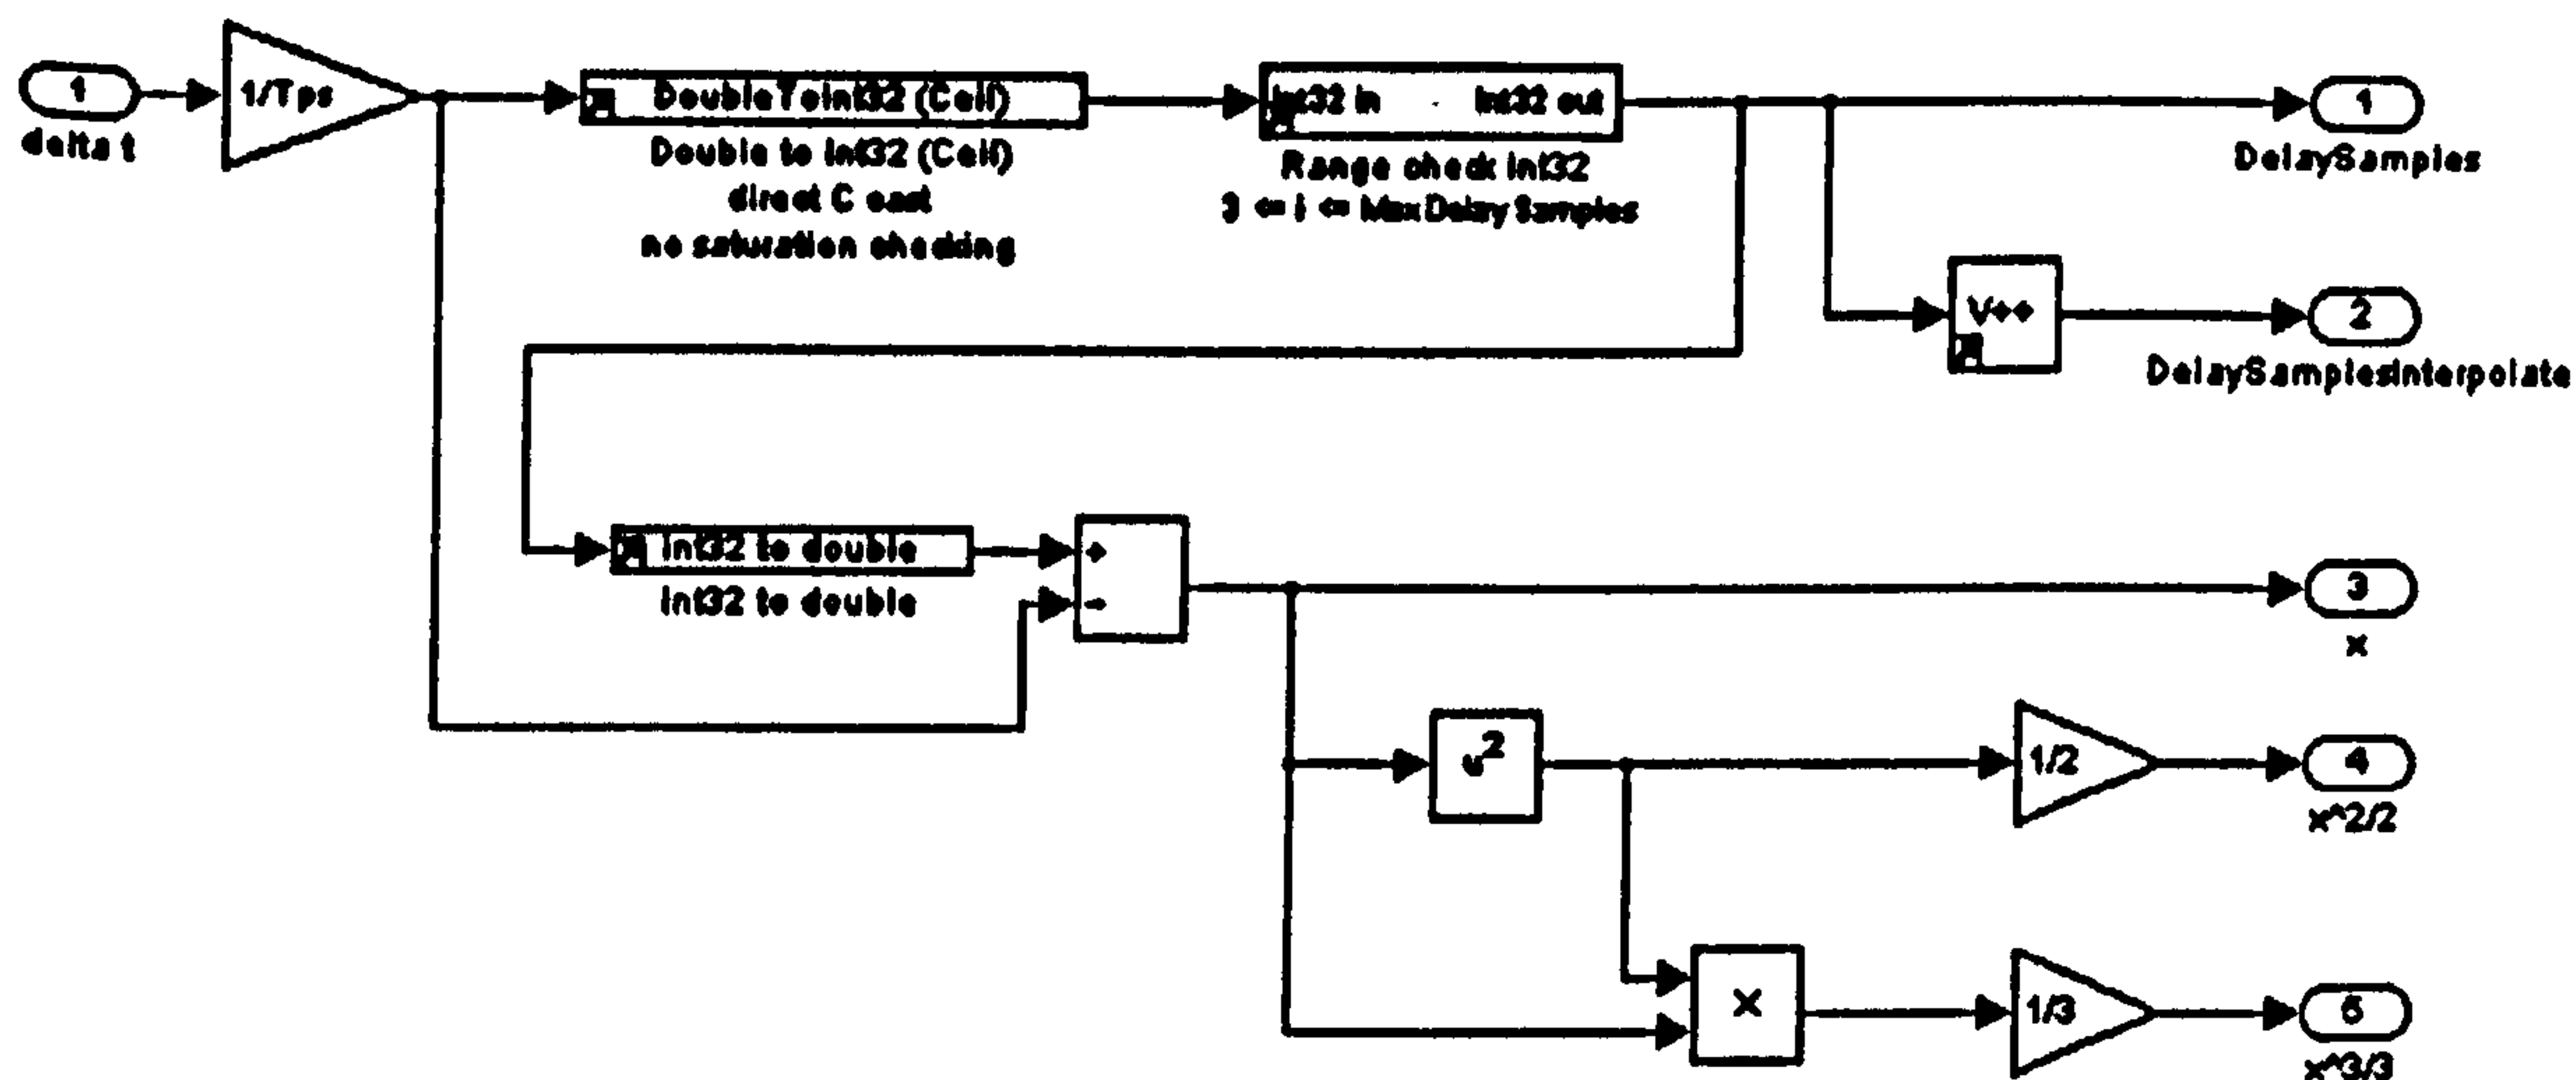 1
delta t
1/Tps
DoubleToInt32 (Ceil)
Double to Int32 (Ceil)
direct C cast
no saturation checking
Int32 in
Int32 out
Range check Int32
<= i <= MaxDelaySamples
1
DelaySamples
V++
2
DelaySamplesInterpolate
Int32 to double
Int32 to double
+
-
3
x
u^2
1/2
4
x^2/2
X
1/3
5
x^3/3